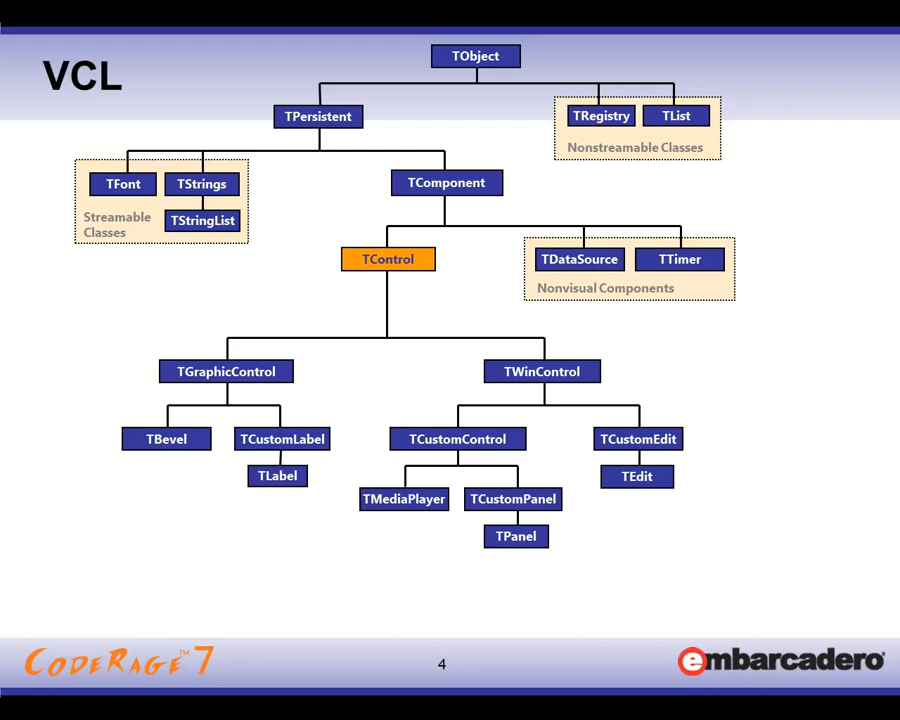 VCL
TObject
TPersistent
TRegistry
TList
Nonstreamable Classes
TFont
TStrings
TComponent
Streamable
Classes
TStringList
TControl
TDataSource
TTimer
Nonvisual Components
TGraphicControl
TWinControl
TBevel
TCustomLabel
TCustomControl
TCustomEdit
TLabel
TEdit
TMediaPlayer
TCustomPanel
TPanel
CODERAGE™ 7
4
embarcadero®